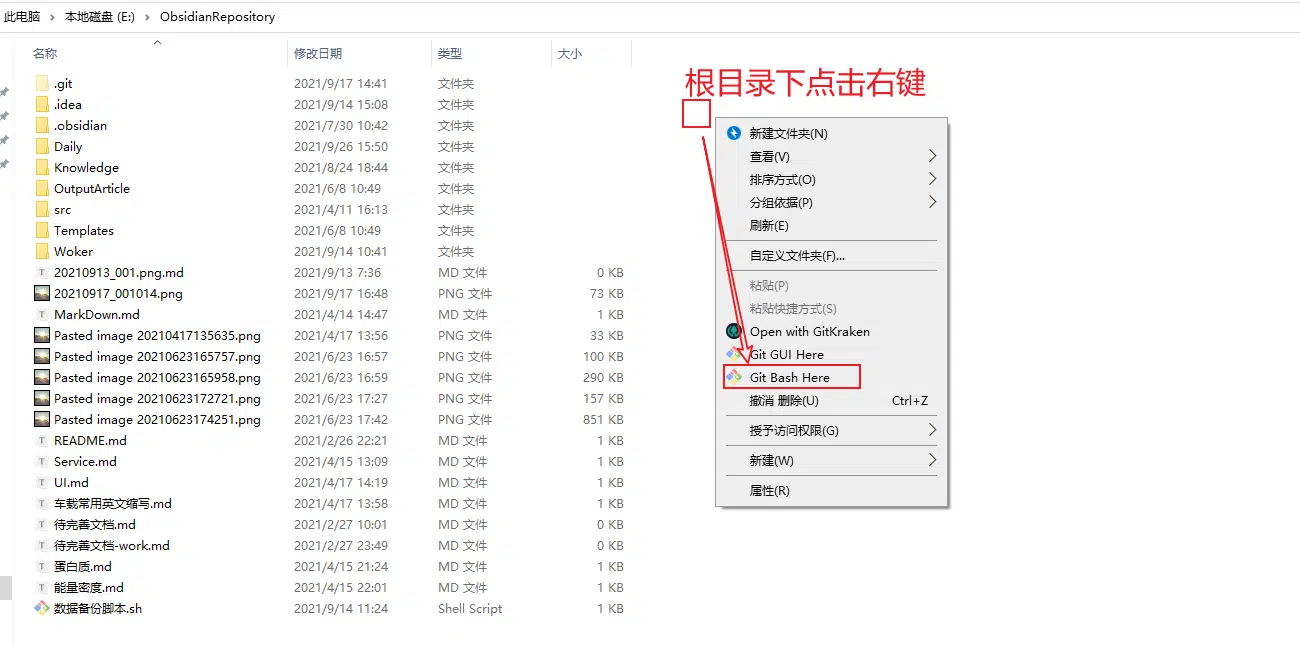 此电脑 › 本地磁盘 (E:) › ObsidianRepository
名称 修改日期 类型 大小
.git 2021/9/17 14:41 文件夹
.idea 2021/9/14 15:08 文件夹
.obsidian 2021/7/30 10:42 文件夹
Daily 2021/9/26 15:50 文件夹
Knowledge 2021/8/24 18:44 文件夹
OutputArticle 2021/6/8 10:49 文件夹
src 2021/4/11 16:13 文件夹
Templates 2021/6/8 10:49 文件夹
Woker 2021/9/14 10:41 文件夹
20210913_001.png.md 2021/9/13 7:36 MD 文件 0 KB
20210917_001014.png 2021/9/17 16:48 PNG 文件 73 KB
MarkDown.md 2021/4/14 14:47 MD 文件 1 KB
Pasted image 20210417135635.png 2021/4/17 13:56 PNG 文件 33 KB
Pasted image 20210623165757.png 2021/6/23 16:57 PNG 文件 100 KB
Pasted image 20210623165958.png 2021/6/23 16:59 PNG 文件 290 KB
Pasted image 20210623172721.png 2021/6/23 17:27 PNG 文件 157 KB
Pasted image 20210623174251.png 2021/6/23 17:42 PNG 文件 851 KB
README.md 2021/2/26 22:21 MD 文件 1 KB
Service.md 2021/4/15 13:09 MD 文件 1 KB
UI.md 2021/4/17 14:19 MD 文件 1 KB
车载常用英文缩写.md 2021/4/17 13:58 MD 文件 1 KB
待完善文档.md 2021/2/27 10:01 MD 文件 0 KB
待完善文档-work.md 2021/2/27 23:49 MD 文件 0 KB
蛋白质.md 2021/4/15 21:24 MD 文件 1 KB
能量密度.md 2021/4/15 22:01 MD 文件 1 KB
数据备份脚本.sh 2021/9/14 11:24 Shell Script 1 KB
根目录下点击右键
新建文件夹(N)
查看(V)
排序方式(O)
分组依据(P)
刷新(E)
自定义文件夹(F)...
粘贴(P)
粘贴快捷方式(S)
Open with GitKraken
Git GUI Here
Git Bash Here
撤消 删除(U) Ctrl+Z
授予访问权限(G)
新建(W)
属性(R)